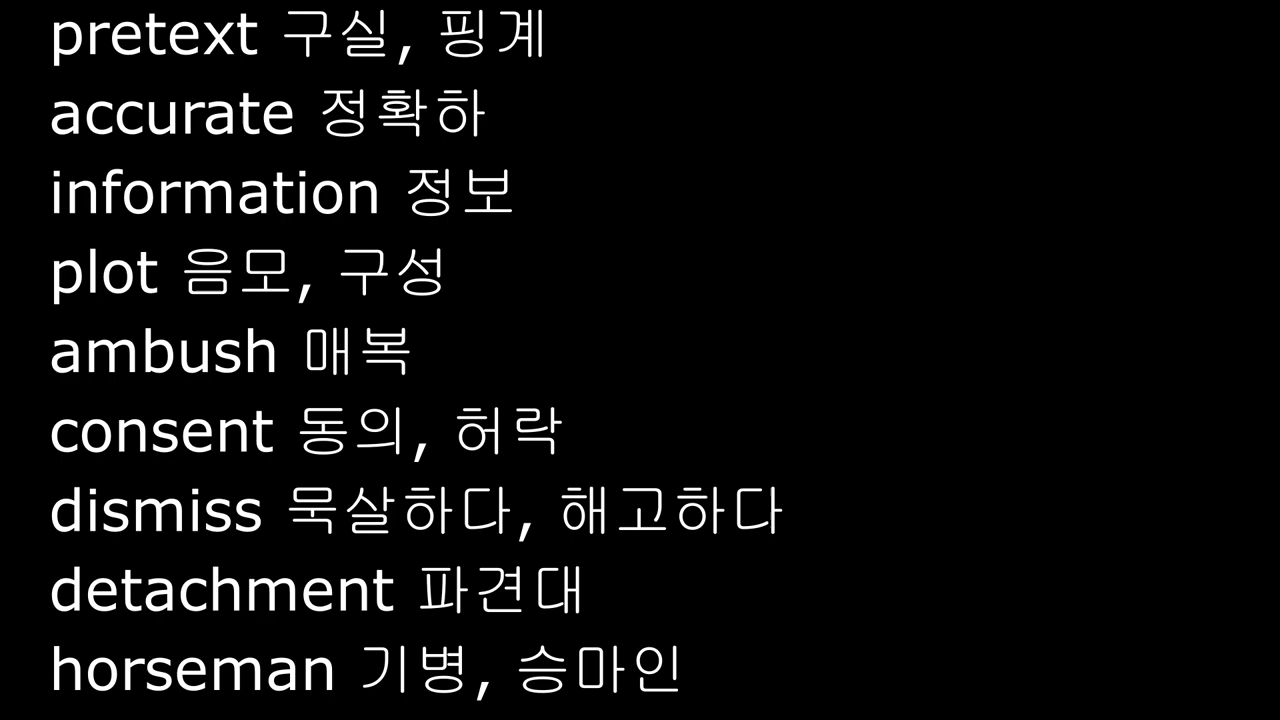 pretext 구실, 핑계
accurate 정확하
information 정보
plot 음모, 구성
ambush 매복
consent 동의, 허락
dismiss 묵살하다, 해고하다
detachment 파견대
horseman 기병, 승마인